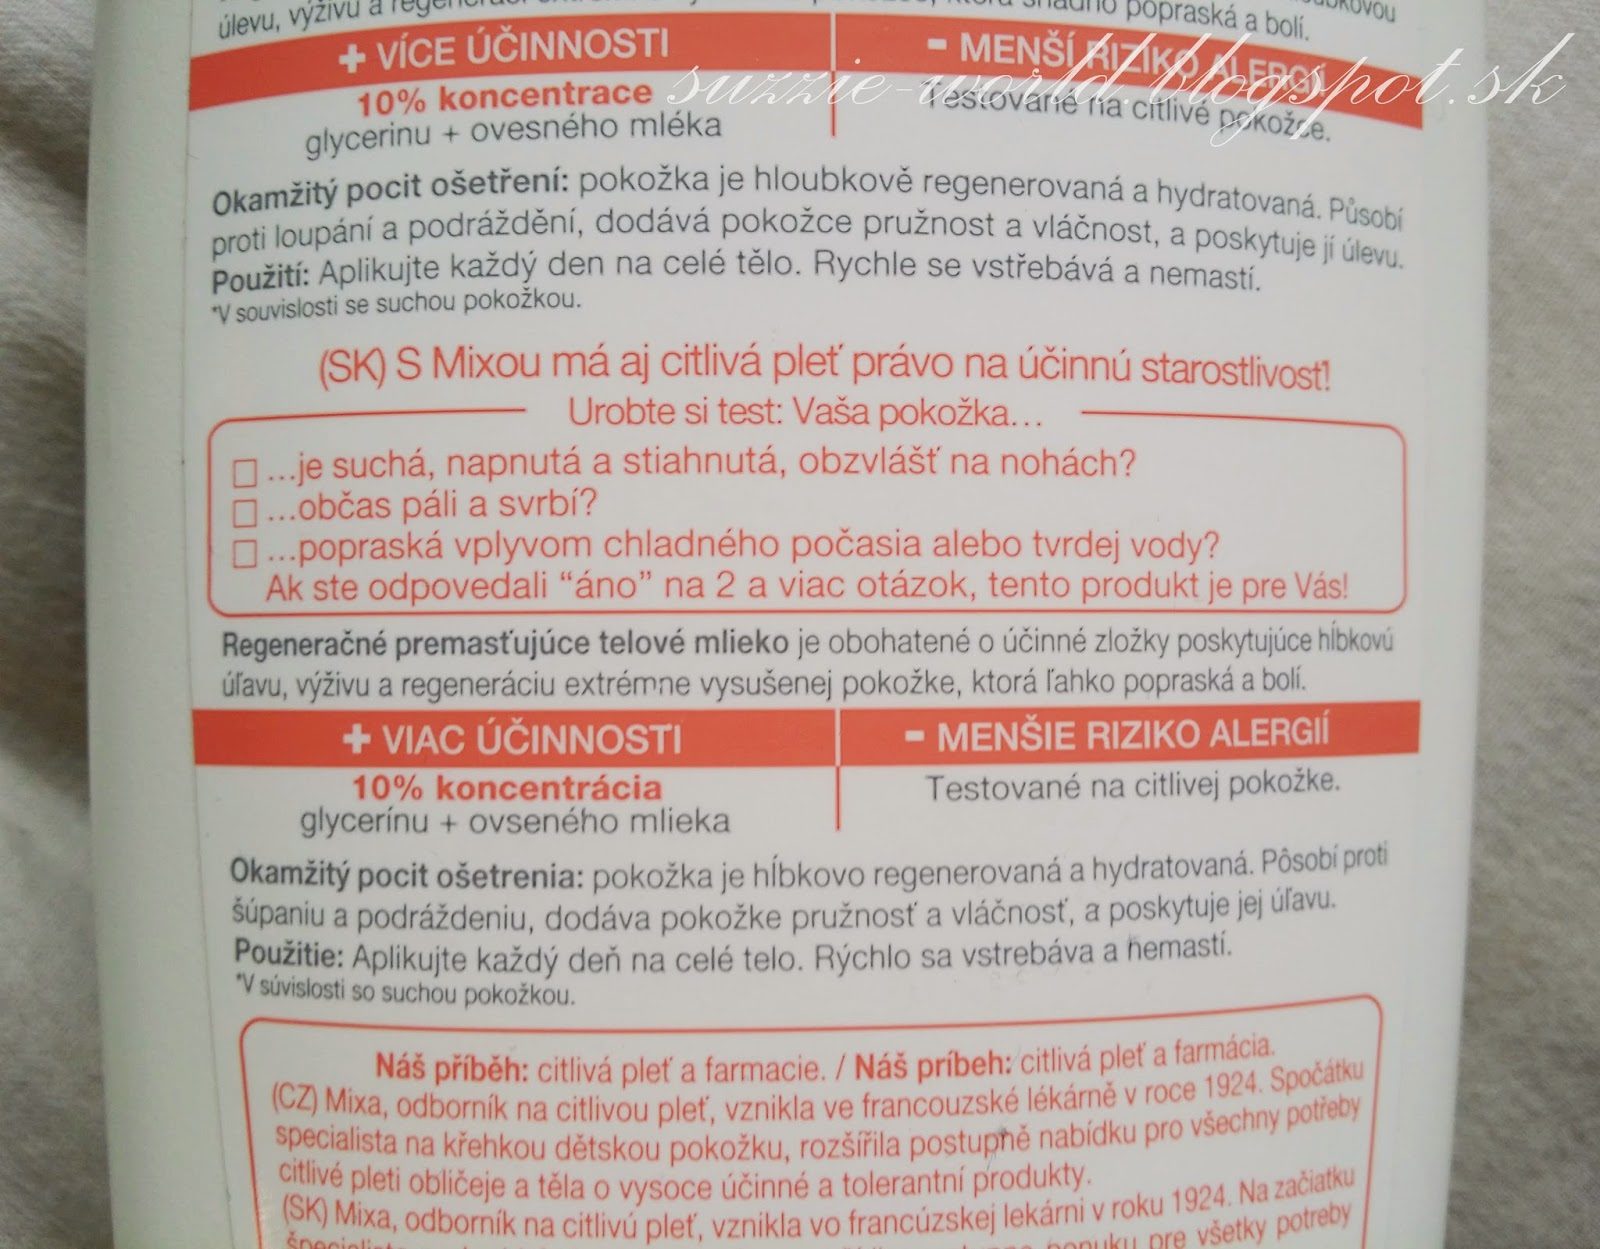 úlevu, výživu a popraská a bolí.
+ VÍCE ÚČINNOSTI
- MENŠÍ RIZIKO ALERGIÍ
suzzie-world.blogspot.sk
10% koncentrace
glycerinu + ovesného mléka
Testované na citlivé pokožce.
Okamžitý pocit ošetření: pokožka je hloubkově regenerovaná a hydratovaná. Působí
proti loupání a podráždění, dodává pokožce pružnost a vláčnost, a poskytuje jí úlevu.
Použití: Aplikujte každý den na celé tělo. Rychle se vstřebává a nemastí.
*V souvislosti se suchou pokožkou.
(SK) S Mixou má aj citlivá pleť právo na účinnú starostlivosť!
Urobte si test: Vaša pokožka...
...je suchá, napnutá a stiahnutá, obzvlášť na nohách?
...občas páli a svrbí?
...popraská vplyvom chladného počasia alebo tvrdej vody?
Ak ste odpovedali “áno” na 2 a viac otázok, tento produkt je pre Vás!
Regeneračné premasťujúce telové mlieko je obohatené o účinné zložky poskytujúce hĺbkovú
úľavu, výživu a regeneráciu extrémne vysušenej pokožke, ktorá ľahko popraská a bolí.
+ VIAC ÚČINNOSTI
- MENŠIE RIZIKO ALERGIÍ
10% koncentrácia
glycerínu + ovseného mlieka
Testované na citlivej pokožke.
Okamžitý pocit ošetrenia: pokožka je hĺbkovo regenerovaná a hydratovaná. Pôsobí proti
šúpaniu a podráždeniu, dodáva pokožke pružnosť a vláčnosť, a poskytuje jej úľavu.
Použitie: Aplikujte každý deň na celé telo. Rýchlo sa vstrebáva a nemastí.
*V súvislosti so suchou pokožkou.
Náš příběh: citlivá pleť a farmacie. / Náš príbeh: citlivá pleť a farmácia.
(CZ) Mixa, odborník na citlivou pleť, vznikla ve francouzské lékárně v roce 1924. Spočátku
specialista na křehkou dětskou pokožku, rozšířila postupně nabídku pro všechny potřeby
citlivé pleti obličeje a těla o vysoce účinné a tolerantní produkty.
(SK) Mixa, odborník na citlivú pleť, vznikla vo francúzskej lekárni v roku 1924. Na začiatku
ponuku pre všetky potreby